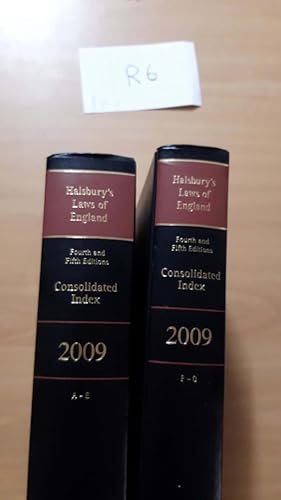 R6
Halsbury's
Laws of
England
Fourth and
Fifth Editions
Consolidated
Index
2009
A - E
Halsbury's
Laws of
England
Fourth and
Fifth Editions
Consolidated
Index
2009
F - O